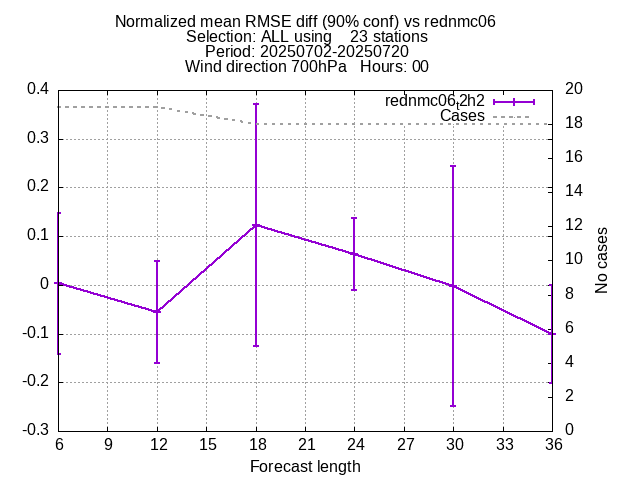 Normalized mean RMSE diff (90% conf) vs rednmc06
Selection: ALL using    23 stations
Period: 20250702-20250720
Wind direction 700hPa   Hours: 00
rednmc06_t2h2
Cases
0.4
0.3
0.2
0.1
0
-0.1
-0.2
-0.3
20
18
16
14
12
10
8
6
4
2
0
No cases
6 9 12 15 18 21 24 27 30 33 36
Forecast length